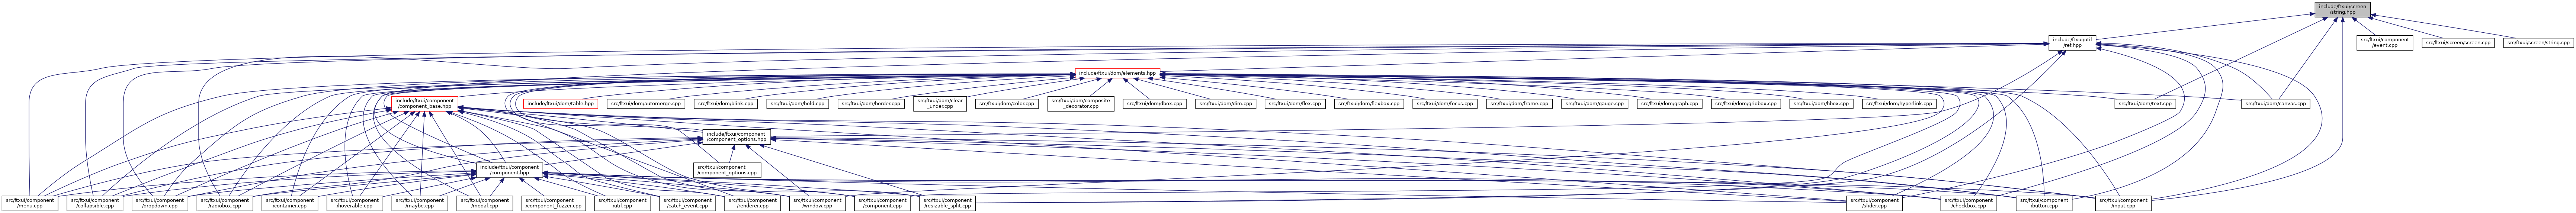 include/ftxui/screen
/string.hpp
include/ftxui/util
/ref.hpp
src/ftxui/component
/event.cpp
src/ftxui/screen/screen.cpp
src/ftxui/screen/string.cpp
include/ftxui/dom/elements.hpp
include/ftxui/component
/component_base.hpp
include/ftxui/dom/table.hpp
src/ftxui/dom/automerge.cpp
src/ftxui/dom/blink.cpp
src/ftxui/dom/bold.cpp
src/ftxui/dom/border.cpp
src/ftxui/dom/clear
_under.cpp
src/ftxui/dom/color.cpp
src/ftxui/dom/composite
_decorator.cpp
src/ftxui/dom/dbox.cpp
src/ftxui/dom/dim.cpp
src/ftxui/dom/flex.cpp
src/ftxui/dom/flexbox.cpp
src/ftxui/dom/focus.cpp
src/ftxui/dom/frame.cpp
src/ftxui/dom/gauge.cpp
src/ftxui/dom/graph.cpp
src/ftxui/dom/gridbox.cpp
src/ftxui/dom/hbox.cpp
src/ftxui/dom/hyperlink.cpp
src/ftxui/dom/text.cpp
src/ftxui/dom/canvas.cpp
include/ftxui/component
/component_options.hpp
include/ftxui/component
/component.hpp
src/ftxui/component
/component_options.cpp
src/ftxui/component
/menu.cpp
src/ftxui/component
/collapsible.cpp
src/ftxui/component
/dropdown.cpp
src/ftxui/component
/radiobox.cpp
src/ftxui/component
/container.cpp
src/ftxui/component
/hoverable.cpp
src/ftxui/component
/maybe.cpp
src/ftxui/component
/modal.cpp
src/ftxui/component
/component_fuzzer.cpp
src/ftxui/component
/util.cpp
src/ftxui/component
/catch_event.cpp
src/ftxui/component
/renderer.cpp
src/ftxui/component
/window.cpp
src/ftxui/component
/component.cpp
src/ftxui/component
/resizable_split.cpp
src/ftxui/component
/slider.cpp
src/ftxui/component
/checkbox.cpp
src/ftxui/component
/button.cpp
src/ftxui/component
/input.cpp